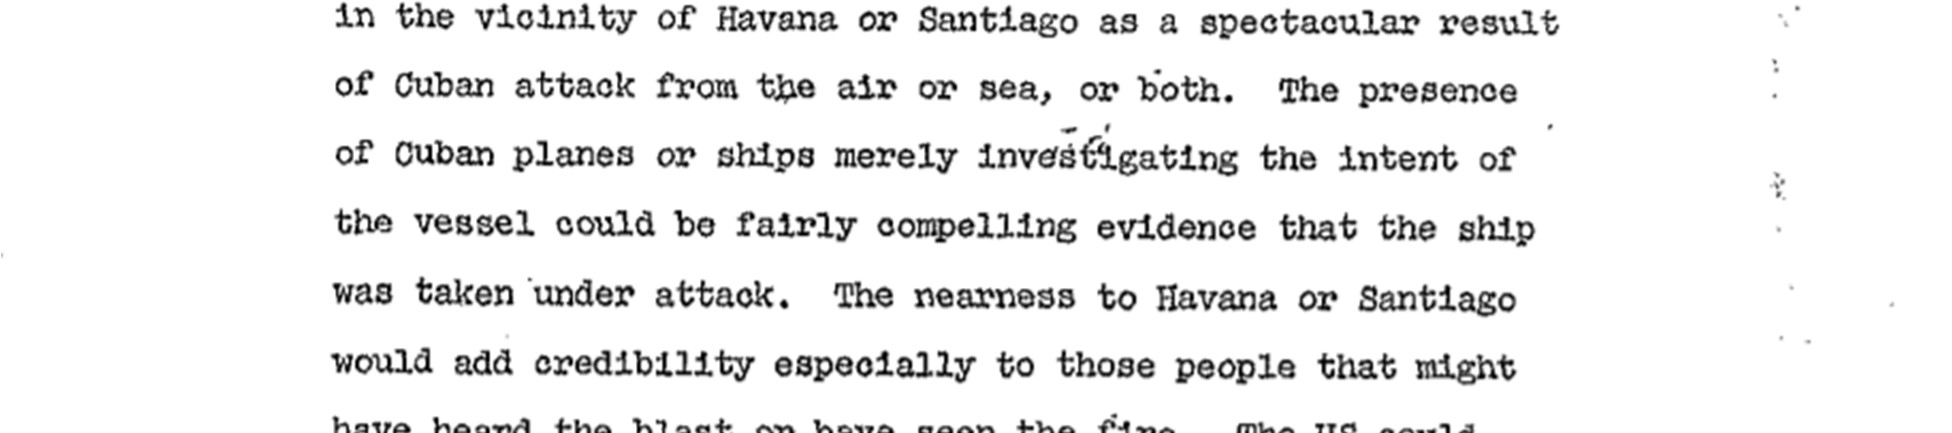 in the vicinity of Havana or Santiago as a spectacular result
of Cuban attack from the air or sea, or both. The presence
of Cuban planes or ships merely investigating the intent of
the vessel could be fairly compelling evidence that the ship
was taken under attack. The nearness to Havana or Santiago
would add credibility especially to those people that might
have heard the blast or have seen the fire. The US could